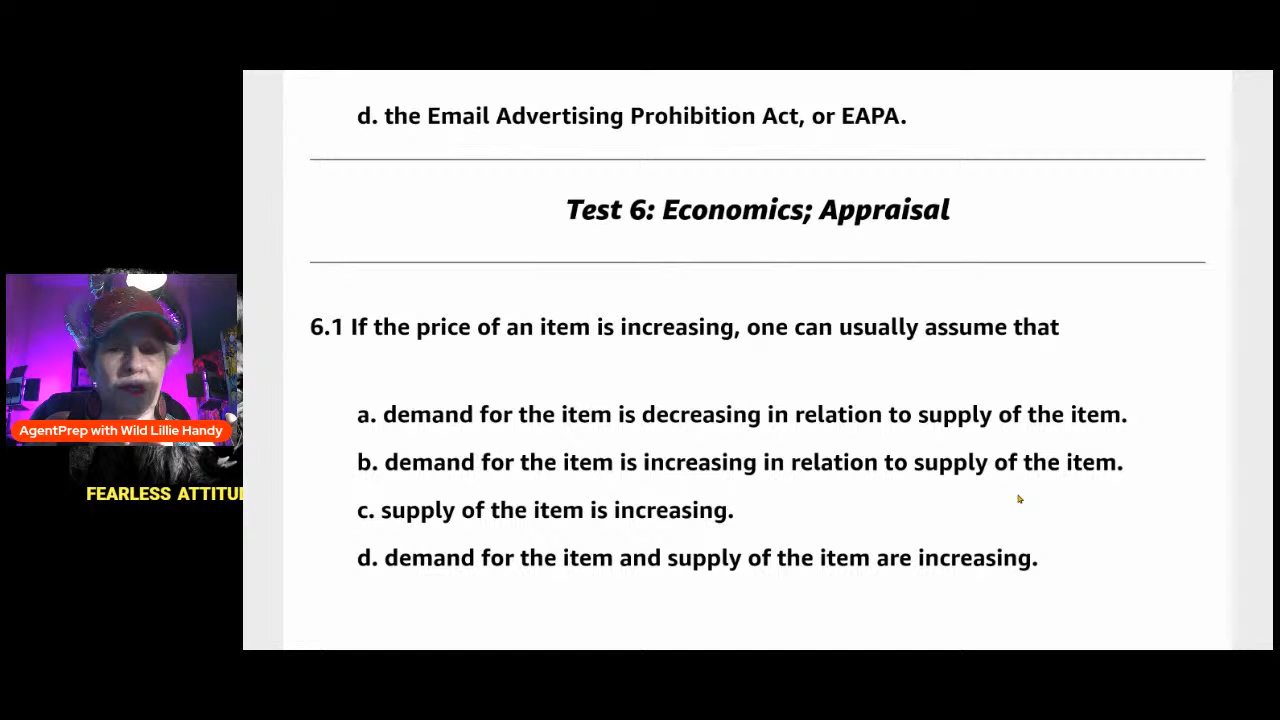 d. the Email Advertising Prohibition Act, or EAPA.
Test 6: Economics; Appraisal
6.1 If the price of an item is increasing, one can usually assume that
a. demand for the item is decreasing in relation to supply of the item.
b. demand for the item is increasing in relation to supply of the item.
c. supply of the item is increasing.
d. demand for the item and supply of the item are increasing.
AgentPrep with Wild Lillie Handy
FEARLESS ATTITU